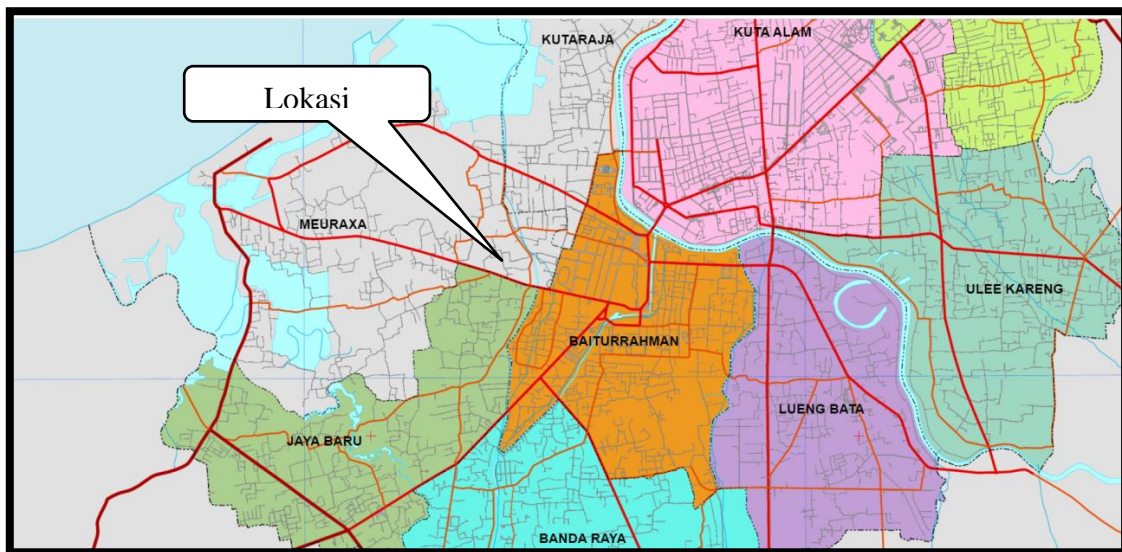 KUTARAJA
KUTA ALAM
Lokasi
MEURAXA
ULEE KARENG
BAITURRAHMAN
LUENG BATA
JAYA BARU
BANDA RAYA